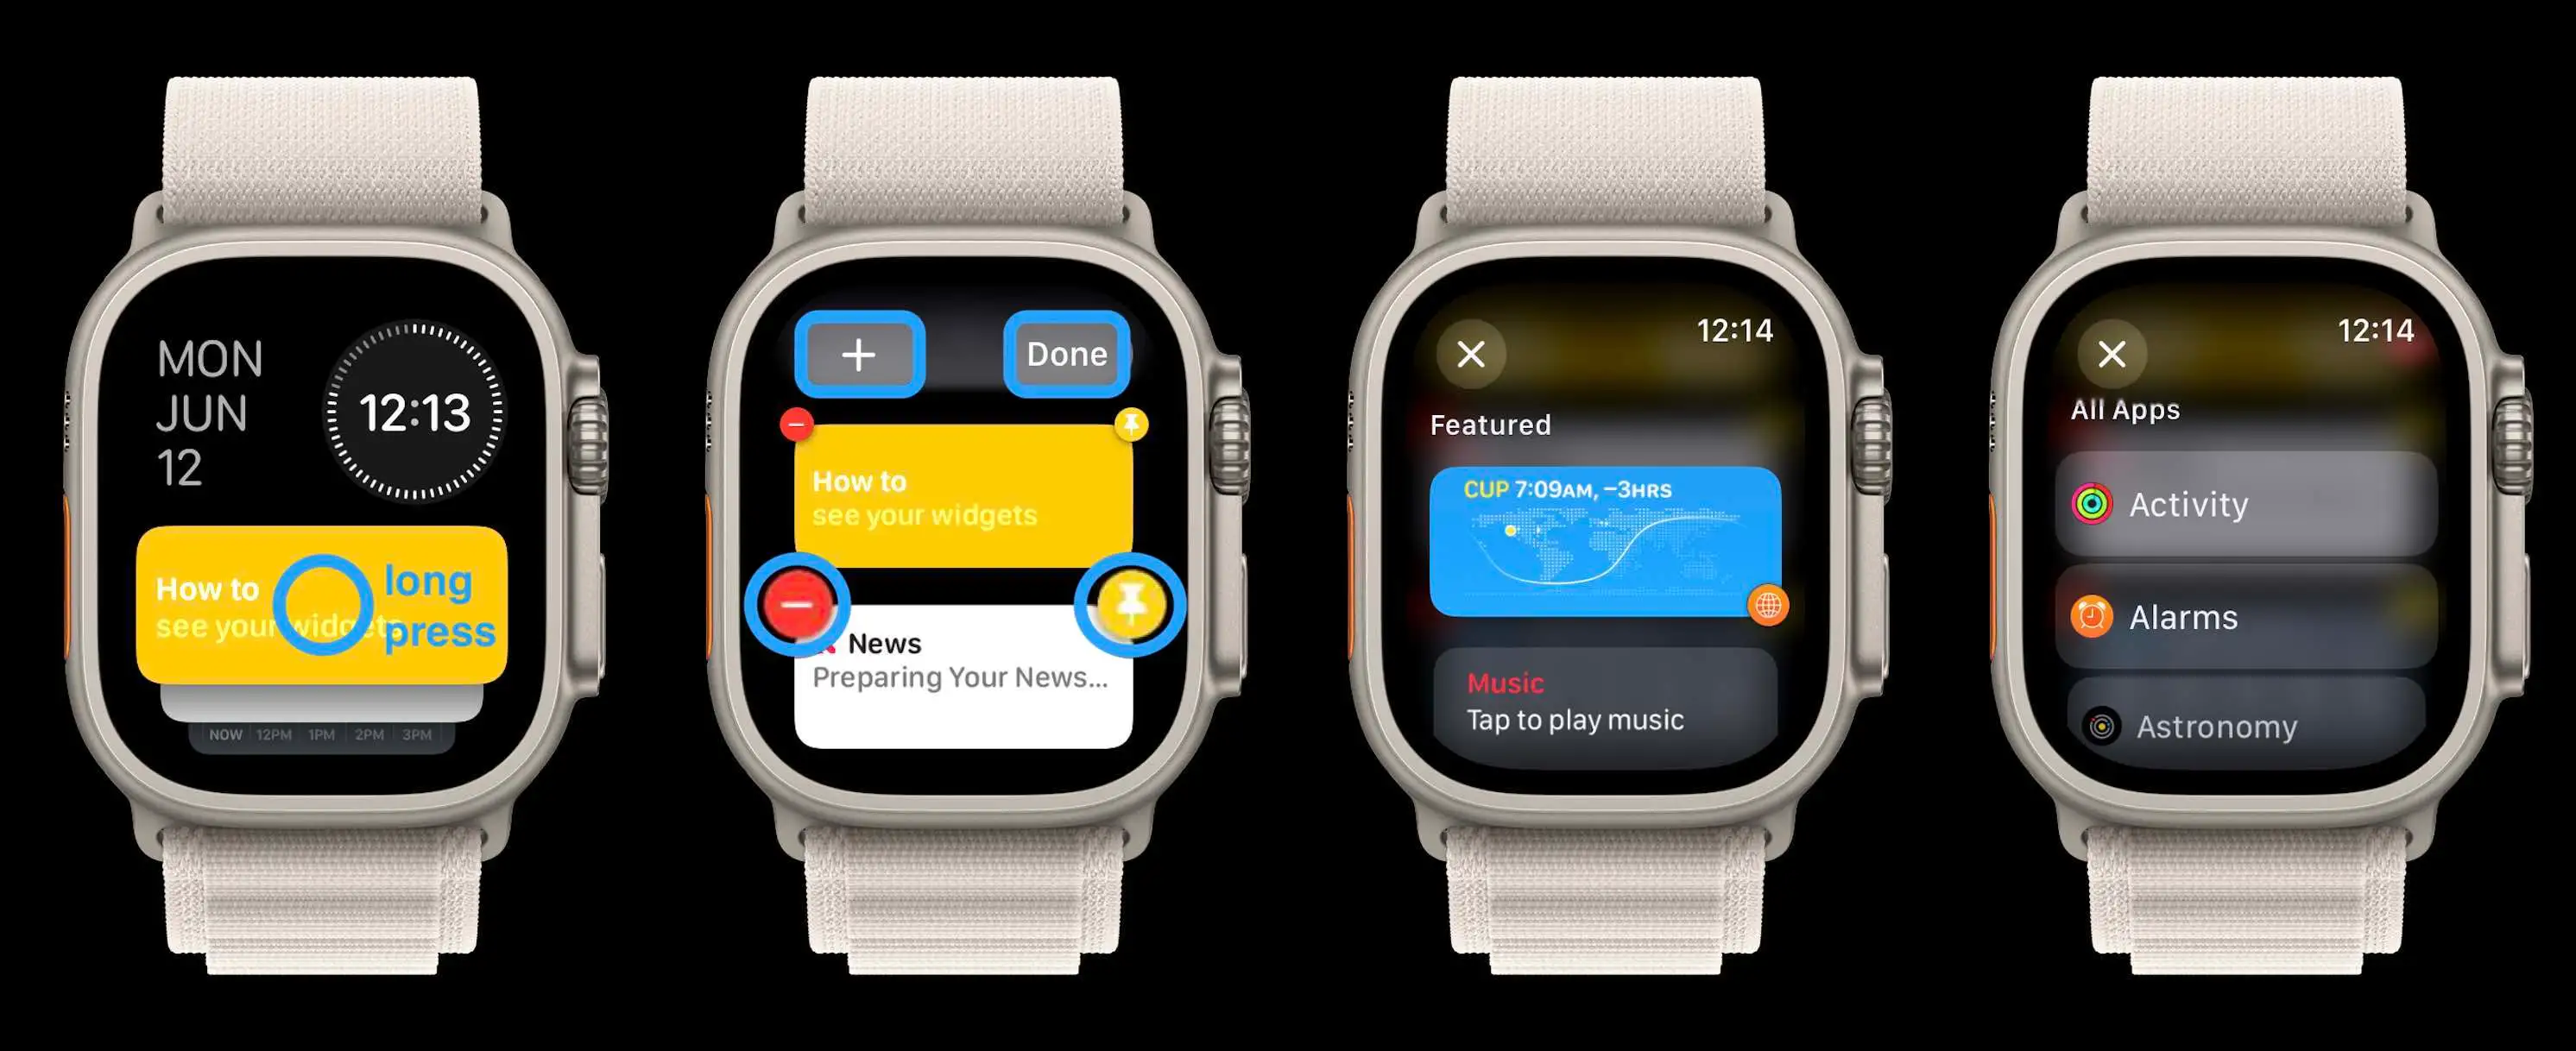 MON
JUN
12
12:13
How to
see your widgets
long
press
NOW 12PM 1PM 2PM 3PM
+
Done
How to
see your widgets
News
Preparing Your News...
12:14
Featured
CUP 7:09AM, −3HRS
Music
Tap to play music
12:14
All Apps
Activity
Alarms
Astronomy